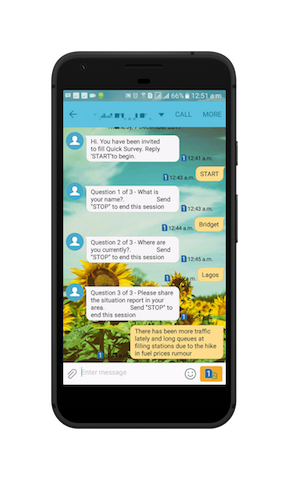 66% 12:51 a.m.
CALL MORE
Hi. You have been invited
to fill Quick Survey. Reply
'START'to begin.
12:41 a.m.
START
12:43 a.m.
Question 1 of 3 - What is
your name?. Send
"STOP" to end this session
12:43 a.m.
Bridget
12:44 a.m.
Question 2 of 3 - Where are
you currently?. Send
"STOP" to end this session
12:45 a.m.
Lagos
Question 3 of 3 - Please share
the situation report in your
area. Send "STOP" to
end this session
There has been more traffic
lately and long queues at
filling stations due to the hike
in fuel prices rumour
Enter message